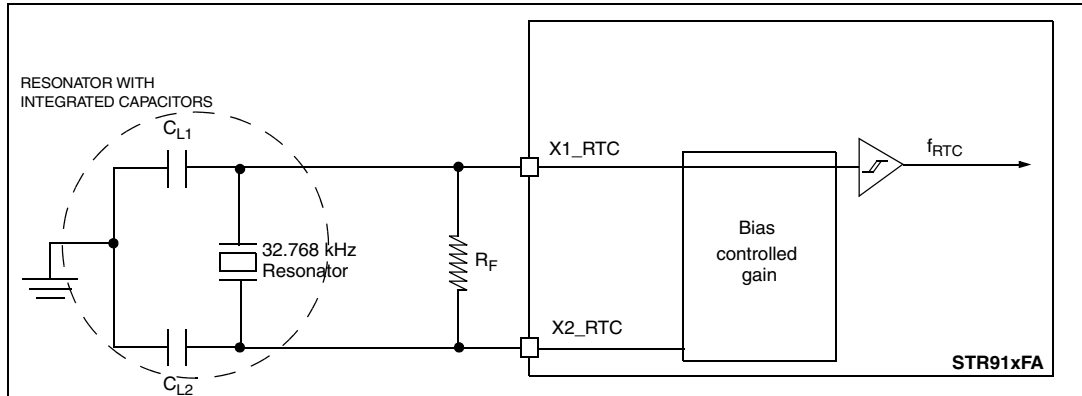 RESONATOR WITH
INTEGRATED CAPACITORS
CL1
X1_RTC
fRTC
32.768 kHz
Resonator
RF
Bias
controlled
gain
X2_RTC
CL2
STR91xFA